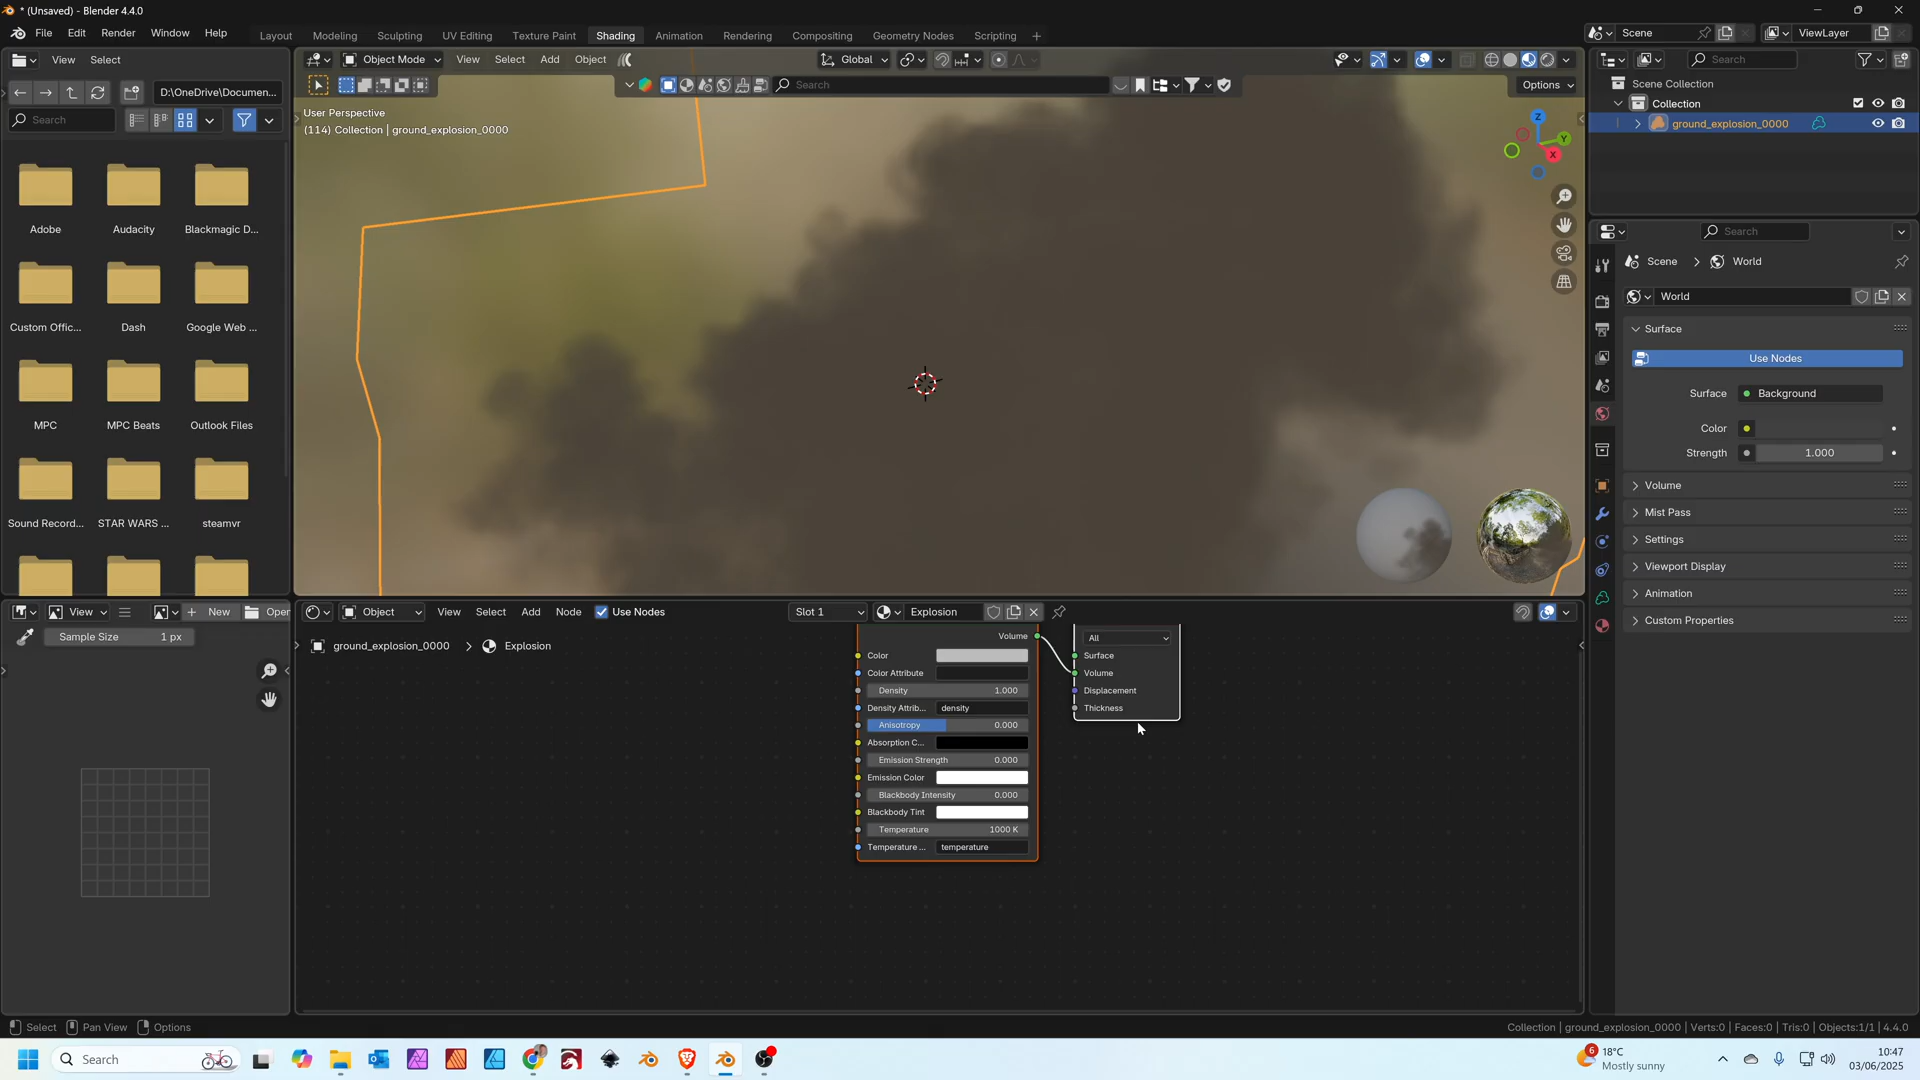 * (Unsaved) - Blender 4.4.0
File Edit Render Window Help
Layout Modeling Sculpting UV Editing Texture Paint Shading Animation Rendering Compositing Geometry Nodes Scripting +
Scene
ViewLayer
View Select
Object Mode View Select Add Object
Global
Search
D:\OneDrive\Documen...
Search
Search
Options
User Perspective
(114) Collection | ground_explosion_0000
Z
Y
X
Scene Collection
Collection
ground_explosion_0000
Adobe
Audacity
Blackmagic D...
Custom Offic...
Dash
Google Web ...
MPC
MPC Beats
Outlook Files
Sound Record...
STAR WARS ...
steamvr
Search
Scene > World
World
Surface
Use Nodes
Surface Background
Color
Strength 1.000
Volume
Mist Pass
Settings
Viewport Display
Animation
Custom Properties
View
New
Open
Sample Size 1 px
Object View Select Add Node Use Nodes
Slot 1
Explosion
ground_explosion_0000 > Explosion
Volume
Color
Color Attribute
Density 1.000
Density Attrib... density
Anisotropy 0.000
Absorption C...
Emission Strength 0.000
Emission Color
Blackbody Intensity 0.000
Blackbody Tint
Temperature 1000 K
Temperature ... temperature
All
Surface
Volume
Displacement
Thickness
Select Pan View Options
Collection | ground_explosion_0000 | Verts:0 | Faces:0 | Tris:0 | Objects:1/1 | 4.4.0
Search
6
18°C
Mostly sunny
10:47
03/06/2025